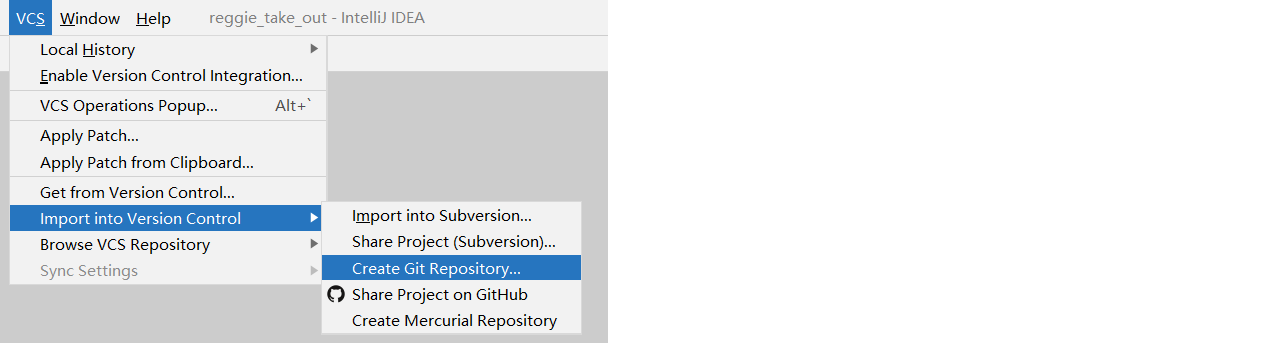 VCS Window Help reggie_take_out - IntelliJ IDEA
Local History
Enable Version Control Integration...
VCS Operations Popup... Alt+`
Apply Patch...
Apply Patch from Clipboard...
Get from Version Control...
Import into Version Control
Browse VCS Repository
Sync Settings
Import into Subversion...
Share Project (Subversion)...
Create Git Repository...
Share Project on GitHub
Create Mercurial Repository